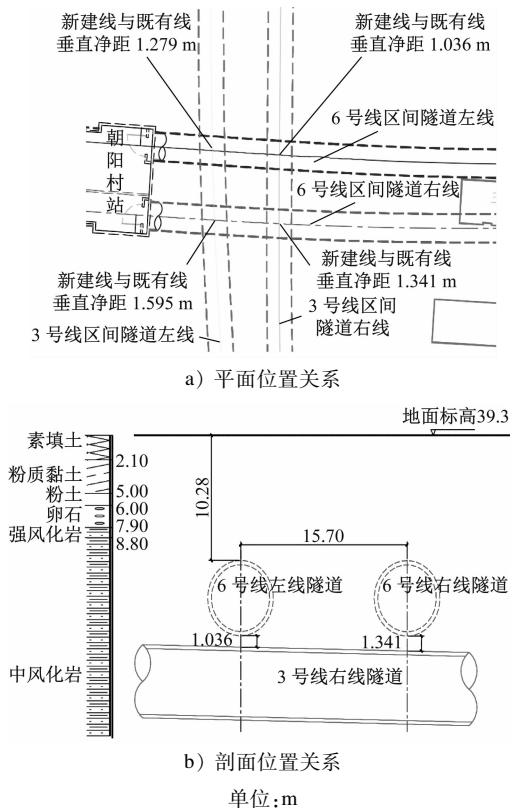 新建线与既有线
垂直净距 1.279 m
新建线与既有线
垂直净距 1.036 m
6 号线区间隧道左线
朝阳村站
6 号线区间隧道右线
新建线与既有线
垂直净距 1.595 m
新建线与既有线
垂直净距 1.341 m
3 号线区间隧道左线
3 号线区间
隧道右线
a) 平面位置关系
地面标高39.3
素填土
2.10
粉质黏土
5.00
粉土
6.00
卵石
7.90
强风化岩
8.80
中风化岩
10.28
15.70
6 号线左线隧道
6 号线右线隧道
1.036
1.341
3 号线右线隧道
b) 剖面位置关系
单位:m